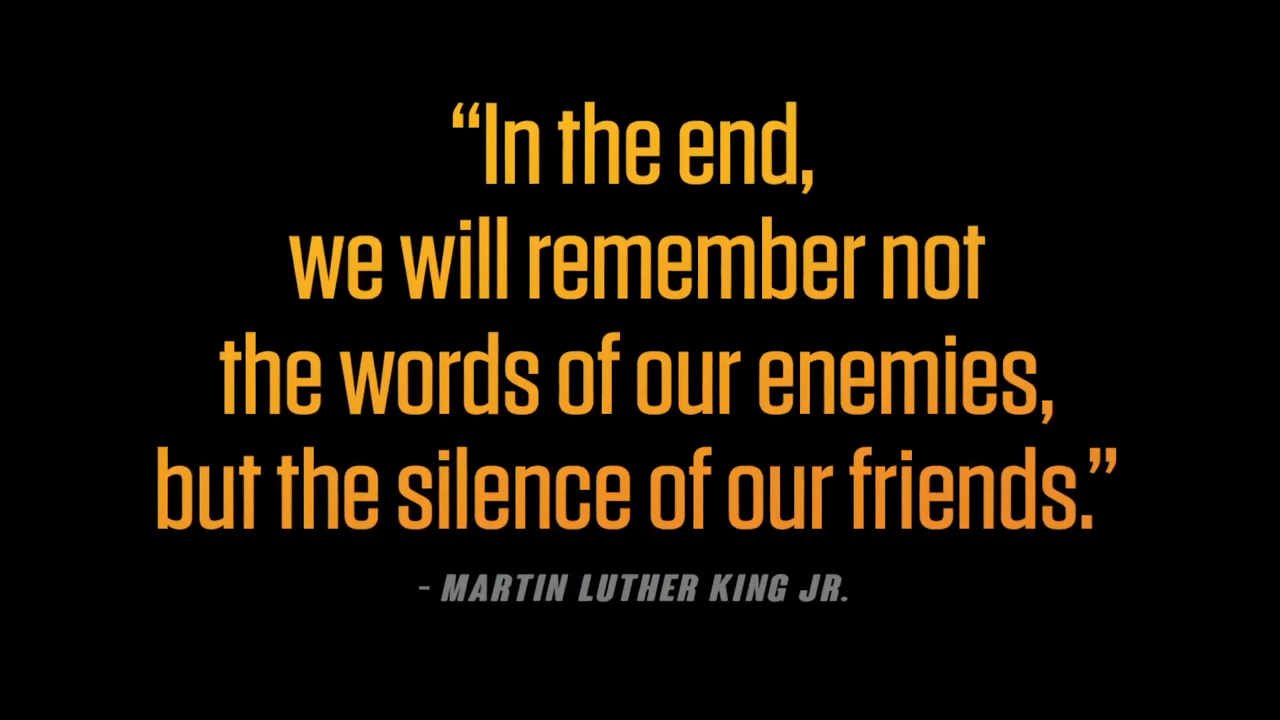 “In the end,
we will remember not
the words of our enemies,
but the silence of our friends.”
- MARTIN LUTHER KING JR.